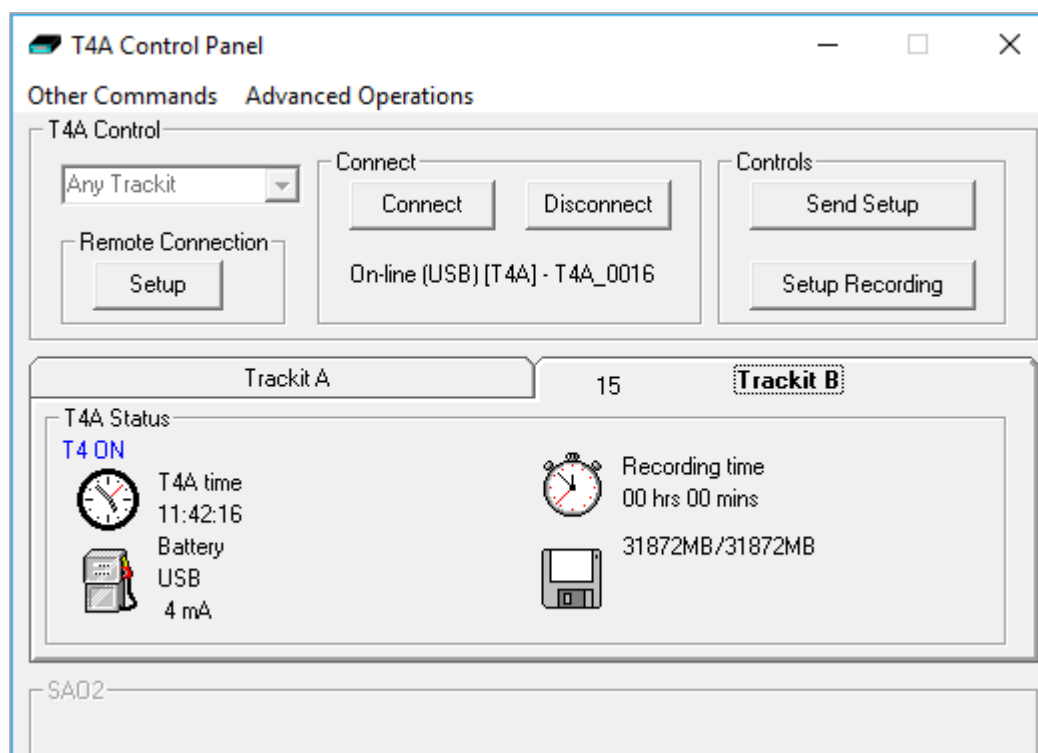 T4A Control Panel
Other Commands Advanced Operations
T4A Control
Any Trackit
Remote Connection
Setup
Connect
Connect Disconnect
On-line (USB) [T4A] - T4A_0016
Controls
Send Setup
Setup Recording
Trackit A 15 Trackit B
T4A Status
T4 ON
T4A time
11:42:16
Battery
USB
4 mA
Recording time
00 hrs 00 mins
31872MB/31872MB
SAO2